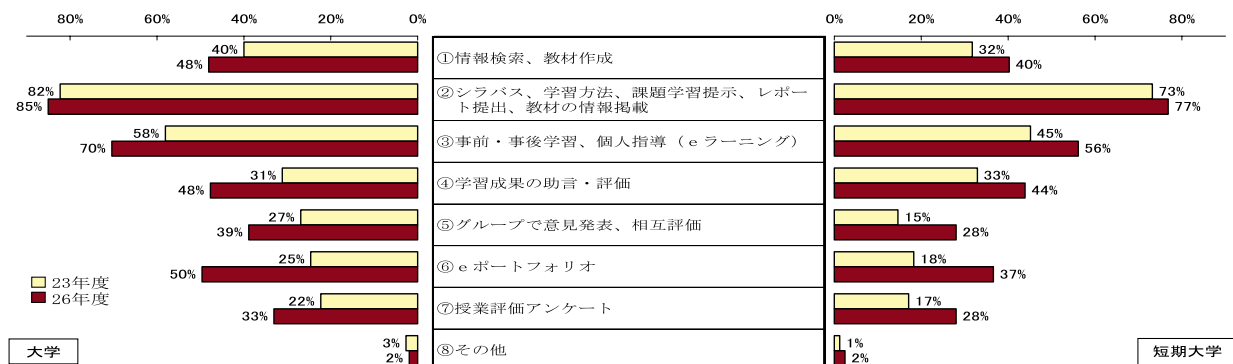 80% 60% 40% 20% 0%
0% 20% 40% 60% 80%
40%
48%
①情報検索、教材作成
32%
40%
82%
85%
②シラバス、学習方法、課題学習提示、レポー
ト提出、教材の情報掲載
73%
77%
58%
70%
③事前・事後学習、個人指導（ｅラーニング）
45%
56%
31%
48%
④学習成果の助言・評価
33%
44%
27%
39%
⑤グループで意見発表、相互評価
15%
28%
25%
50%
⑥ｅポートフォリオ
18%
37%
22%
33%
⑦授業評価アンケート
17%
28%
3%
2%
⑧その他
1%
2%
23年度
26年度
大学
短期大学